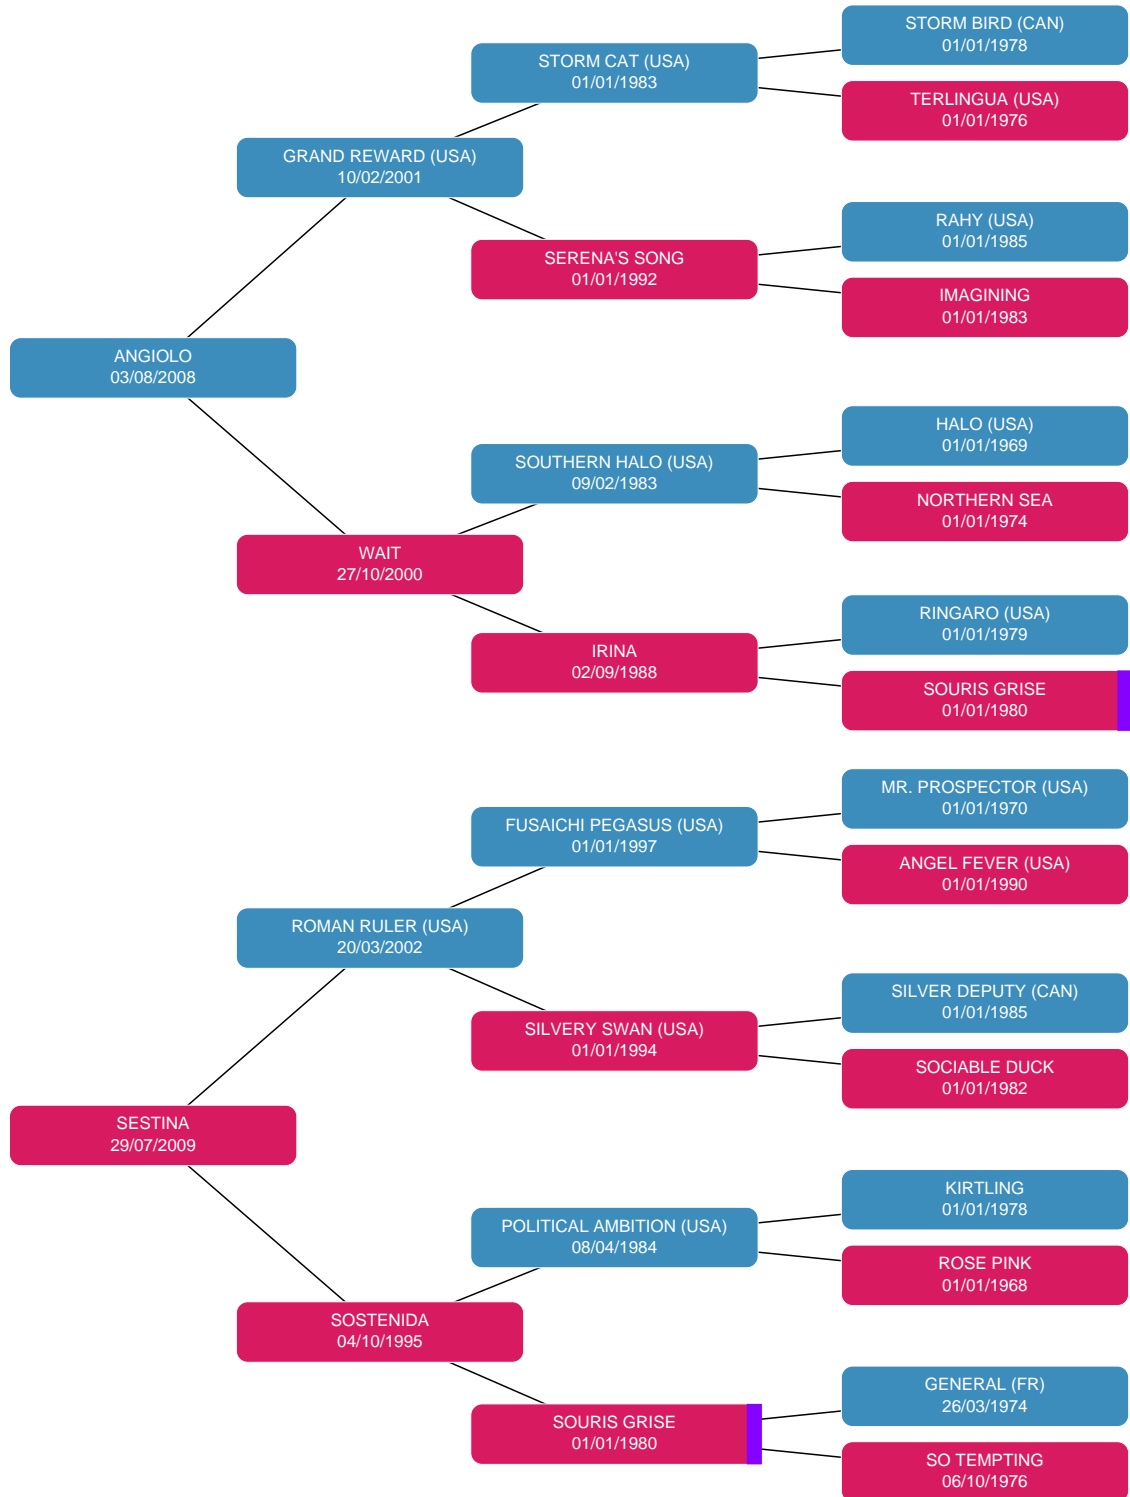 STORM BIRD (CAN)
01/01/1978
STORM CAT (USA)
01/01/1983
TERLINGUA (USA)
01/01/1976
GRAND REWARD (USA)
10/02/2001
RAHY (USA)
01/01/1985
SERENA'S SONG
01/01/1992
IMAGINING
01/01/1983
ANGIOLO
03/08/2008
HALO (USA)
01/01/1969
SOUTHERN HALO (USA)
09/02/1983
NORTHERN SEA
01/01/1974
WAIT
27/10/2000
RINGARO (USA)
01/01/1979
IRINA
02/09/1988
SOURIS GRISE
01/01/1980
MR. PROSPECTOR (USA)
01/01/1970
FUSAICHI PEGASUS (USA)
01/01/1997
ANGEL FEVER (USA)
01/01/1990
ROMAN RULER (USA)
20/03/2002
SILVER DEPUTY (CAN)
01/01/1985
SILVERY SWAN (USA)
01/01/1994
SOCIABLE DUCK
01/01/1982
SESTINA
29/07/2009
KIRTLING
01/01/1978
POLITICAL AMBITION (USA)
08/04/1984
ROSE PINK
01/01/1968
SOSTENIDA
04/10/1995
GENERAL (FR)
26/03/1974
SOURIS GRISE
01/01/1980
SO TEMPTING
06/10/1976